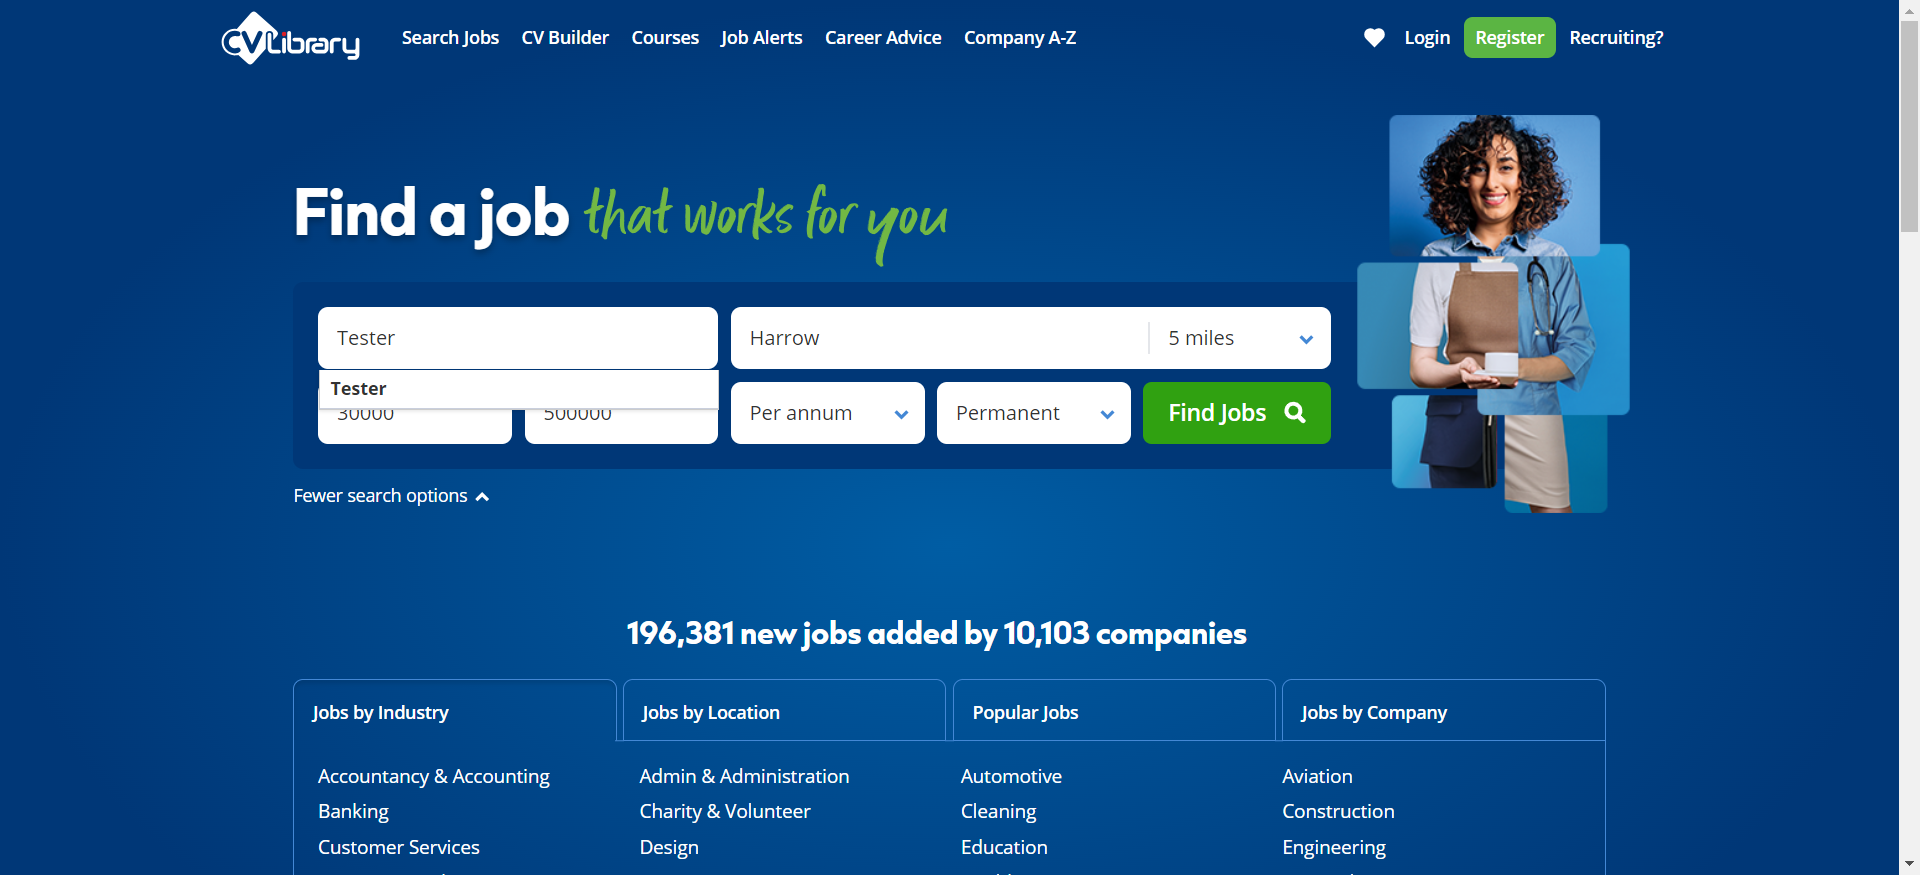 CVLibrary Search Jobs CV Builder Courses Job Alerts Career Advice Company A-Z Login Register Recruiting?
Find a job that works for you
Tester Harrow 5 miles
Tester
30000 500000 Per annum Permanent Find Jobs
Fewer search options
196,381 new jobs added by 10,103 companies
Jobs by Industry Jobs by Location Popular Jobs Jobs by Company
Accountancy & Accounting Admin & Administration Automotive Aviation
Banking Charity & Volunteer Cleaning Construction
Customer Services Design Education Engineering